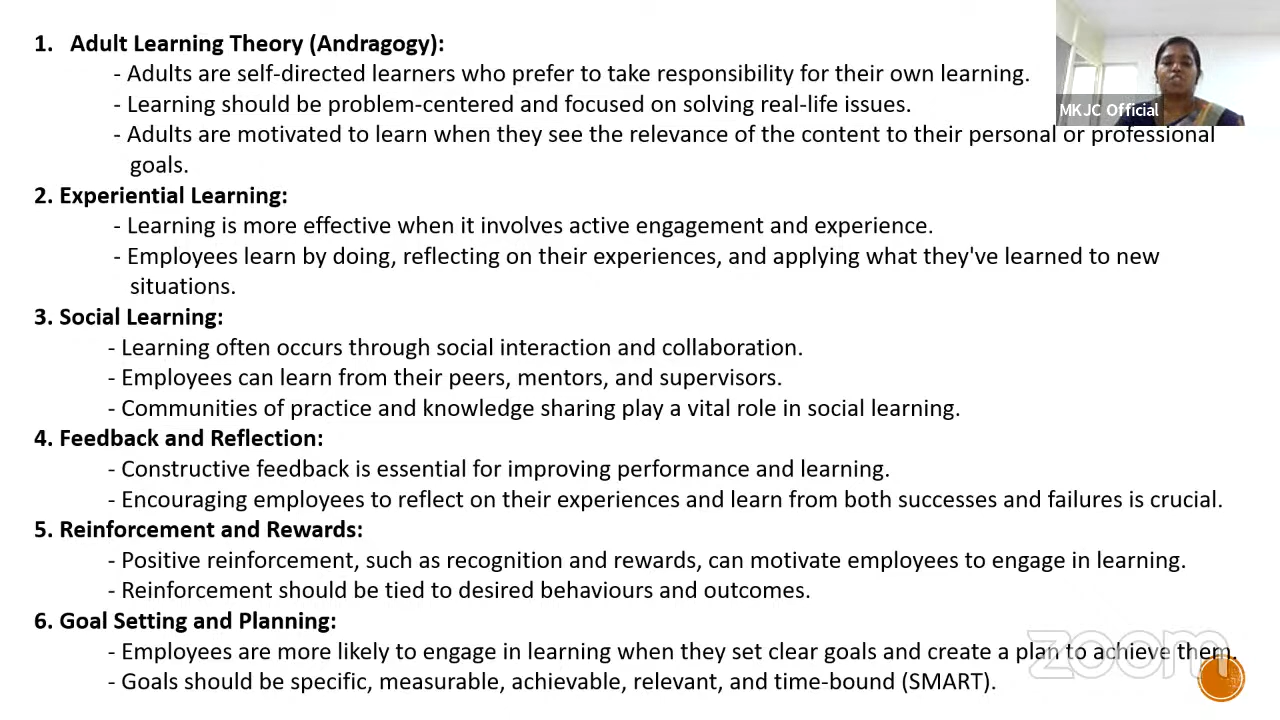 1. Adult Learning Theory (Andragogy):
- Adults are self-directed learners who prefer to take responsibility for their own learning.
- Learning should be problem-centered and focused on solving real-life issues.
MKJC Official
- Adults are motivated to learn when they see the relevance of the content to their personal or professional
goals.
2. Experiential Learning:
- Learning is more effective when it involves active engagement and experience.
- Employees learn by doing, reflecting on their experiences, and applying what they've learned to new
situations.
3. Social Learning:
- Learning often occurs through social interaction and collaboration.
- Employees can learn from their peers, mentors, and supervisors.
- Communities of practice and knowledge sharing play a vital role in social learning.
4. Feedback and Reflection:
- Constructive feedback is essential for improving performance and learning.
- Encouraging employees to reflect on their experiences and learn from both successes and failures is crucial.
5. Reinforcement and Rewards:
- Positive reinforcement, such as recognition and rewards, can motivate employees to engage in learning.
- Reinforcement should be tied to desired behaviours and outcomes.
6. Goal Setting and Planning:
- Employees are more likely to engage in learning when they set clear goals and create a plan to achieve them.
zoom
- Goals should be specific, measurable, achievable, relevant, and time-bound (SMART).